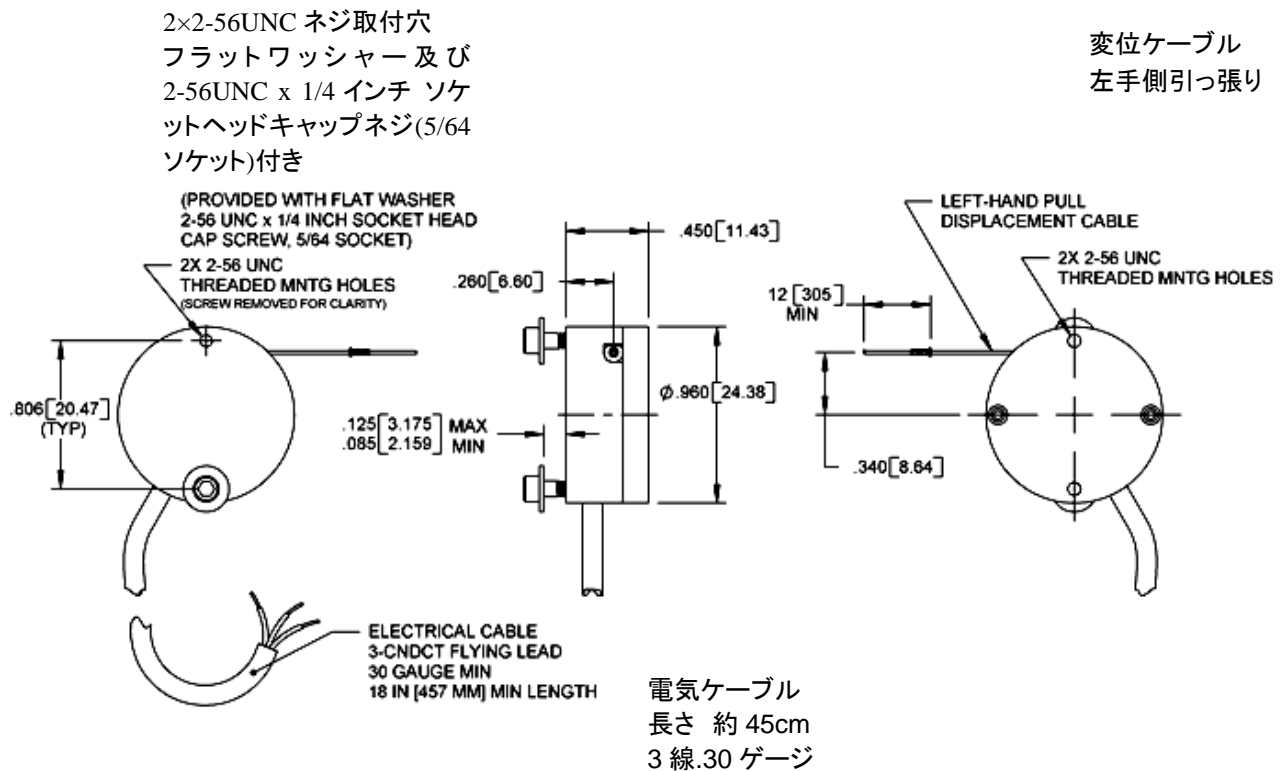 2×2-56UNC ネジ取付穴
フラットワッシャー及び
2-56UNC x 1/4 インチ ソケ
ットヘッドキャップネジ(5/64
ソケット)付き
変位ケーブル
左手側引っ張り
(PROVIDED WITH FLAT WASHER
2-56 UNC x 1/4 INCH SOCKET HEAD
CAP SCREW, 5/64 SOCKET)
2X 2-56 UNC
THREADED MNTG HOLES
(SCREW REMOVED FOR CLARITY)
.806[20.47]
(TYP)
.450[11.43]
.260[6.60]
.125[3.175] MAX
.085[2.159] MIN
Ø.960[24.38]
LEFT-HAND PULL
DISPLACEMENT CABLE
2X 2-56 UNC
THREADED MNTG HOLES
12 [305]
MIN
.340[8.64]
ELECTRICAL CABLE
3-CNDCT FLYING LEAD
30 GAUGE MIN
18 IN [457 MM] MIN LENGTH
電気ケーブル
長さ 約 45cm
3 線.30 ゲージ